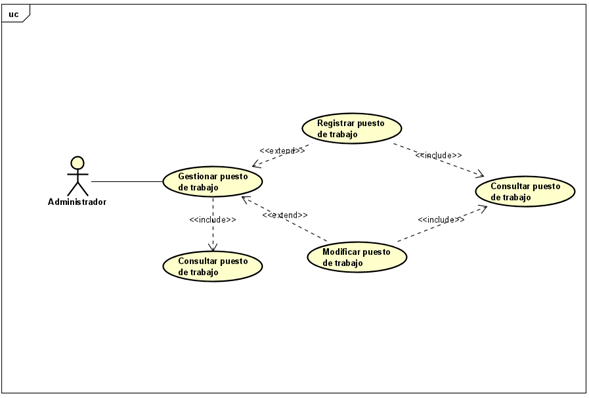 uc
Registrar puesto
de trabajo
<<extend>>
<<include>>
Gestionar puesto
de trabajo
Consultar puesto
de trabajo
Administrador
<<include>>
<<extend>>
<<include>>
Consultar puesto
de trabajo
Modificar puesto
de trabajo